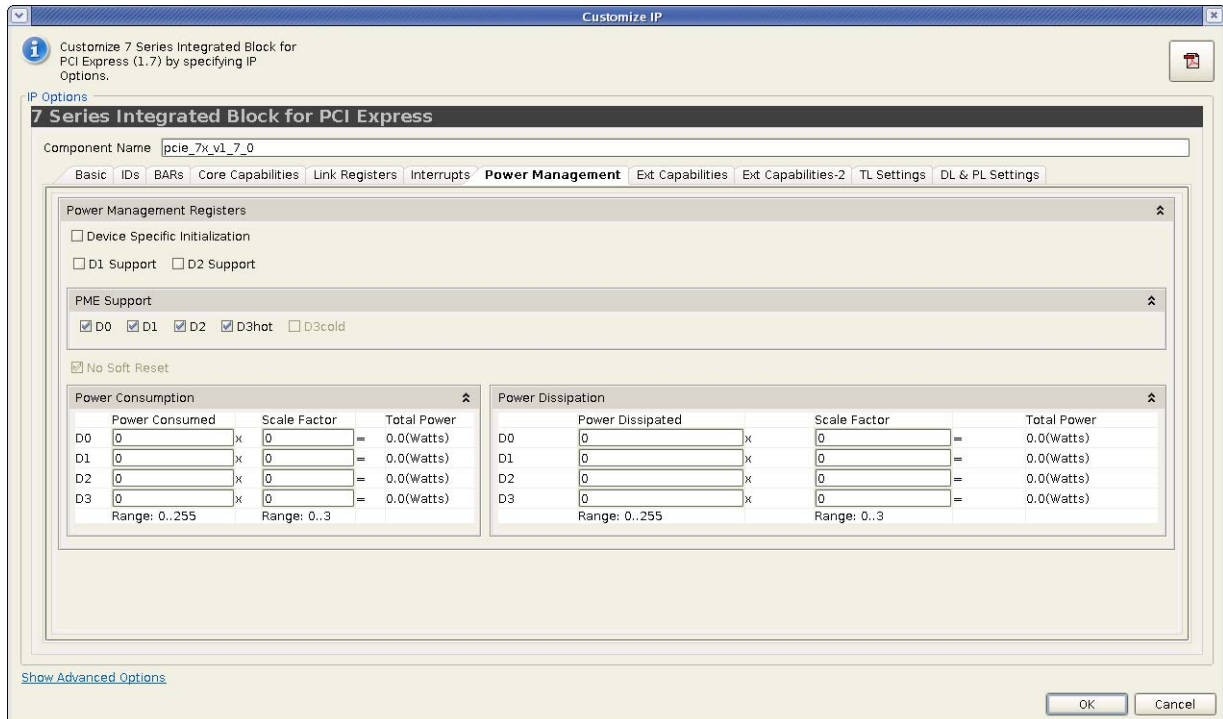 Customize IP
Customize 7 Series Integrated Block for
PCI Express (1.7) by specifying IP
Options.
IP Options
7 Series Integrated Block for PCI Express
Component Name pcie_7x_v1_7_0
Basic IDs BARs Core Capabilities Link Registers Interrupts Power Management Ext Capabilities Ext Capabilities-2 TL Settings DL & PL Settings
Power Management Registers
Device Specific Initialization
D1 Support D2 Support
PME Support
D0 D1 D2 D3hot D3cold
No Soft Reset
Power Consumption
Power Consumed Scale Factor Total Power
D0 0 x 0 = 0.0(Watts)
D1 0 x 0 = 0.0(Watts)
D2 0 x 0 = 0.0(Watts)
D3 0 x 0 = 0.0(Watts)
Range: 0..255 Range: 0..3
Power Dissipation
Power Dissipated Scale Factor Total Power
D0 0 x 0 = 0.0(Watts)
D1 0 x 0 = 0.0(Watts)
D2 0 x 0 = 0.0(Watts)
D3 0 x 0 = 0.0(Watts)
Range: 0..255 Range: 0..3
Show Advanced Options
OK Cancel